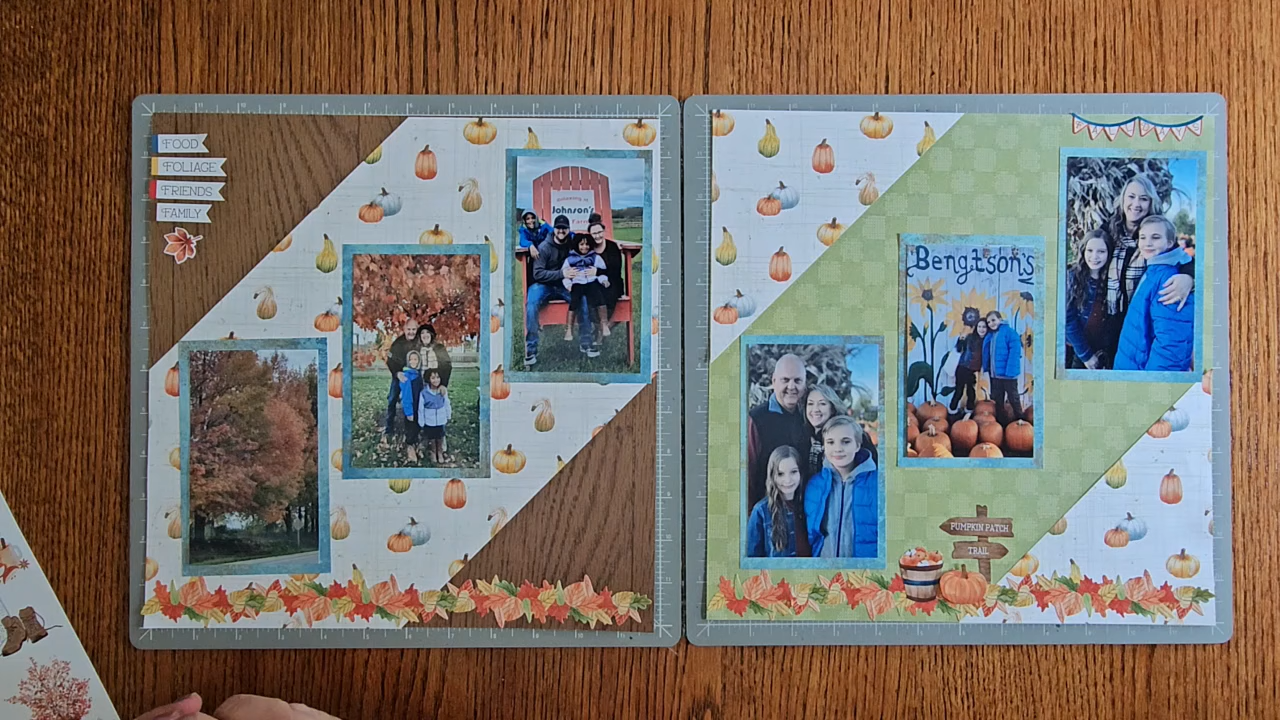 FOOD
FOLIAGE
FRIENDS
FAMILY
Johnson's
Bengtson's
PUMPKIN PATCH
TRAIL